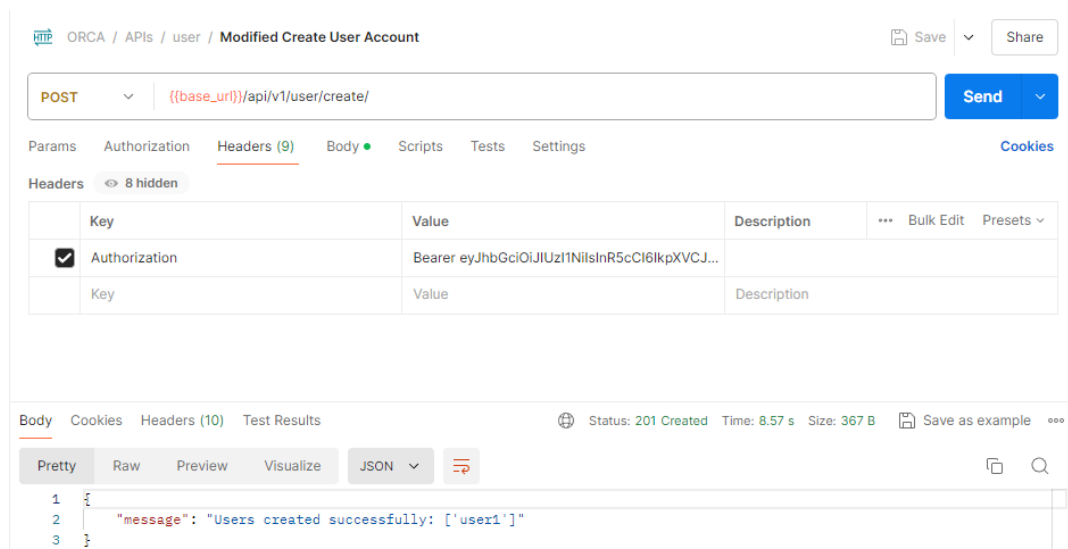 HTTP ORCA / APIs / user / Modified Create User Account Save Share
POST {{base_url}}/api/v1/user/create/ Send
Params Authorization Headers (9) Body Scripts Tests Settings Cookies
Headers 8 hidden
Key Value Description Bulk Edit Presets
Authorization Bearer eyJhbGciOiJIUzI1NiIsInR5cCI6IkpXVCJ...
Key Value Description
Body Cookies Headers (10) Test Results Status: 201 Created Time: 8.57 s Size: 367 B Save as example
Pretty Raw Preview Visualize JSON
1 {
2 "message": "Users created successfully: ['user1']"
3 }